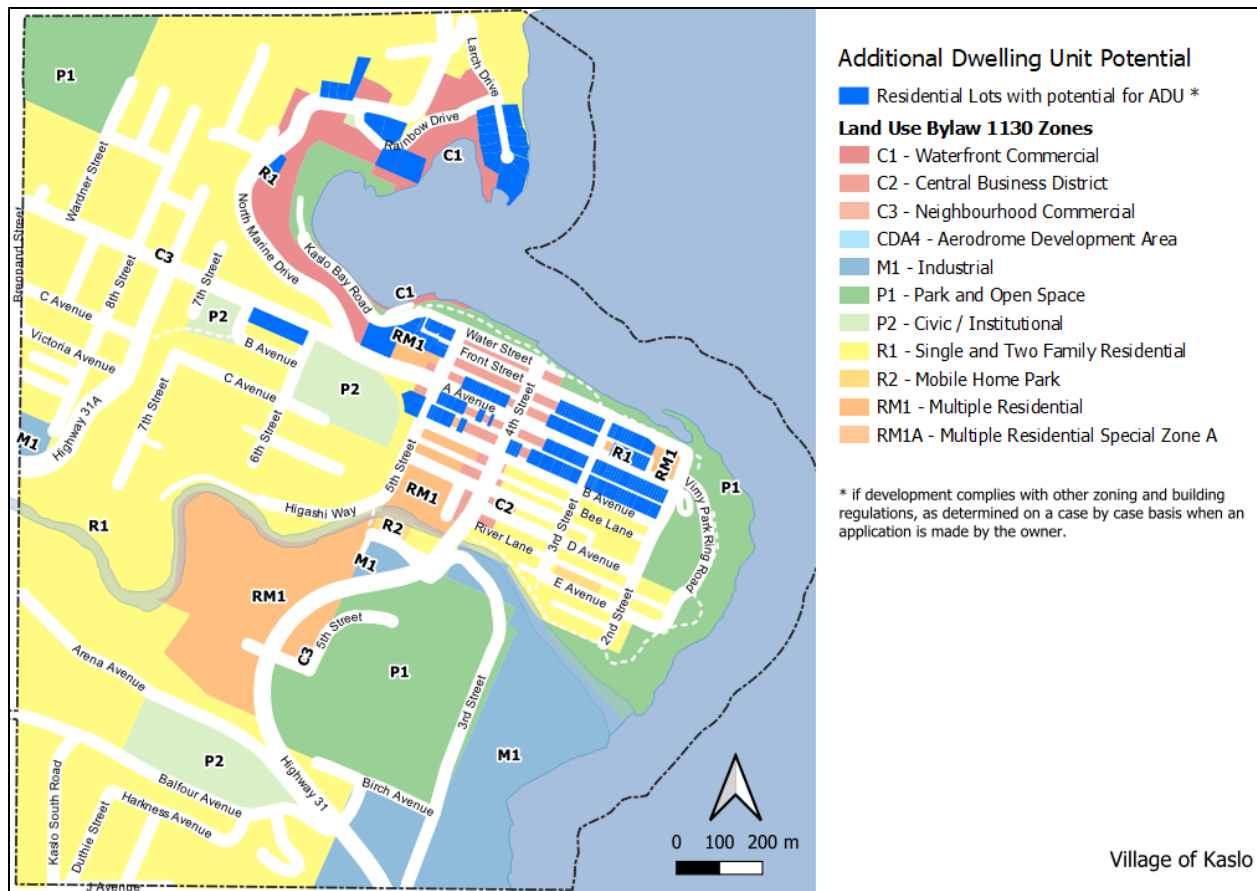 Additional Dwelling Unit Potential
Residential Lots with potential for ADU *
Land Use Bylaw 1130 Zones
C1 - Waterfront Commercial
C2 - Central Business District
C3 - Neighbourhood Commercial
CDA4 - Aerodrome Development Area
M1 - Industrial
P1 - Park and Open Space
P2 - Civic / Institutional
R1 - Single and Two Family Residential
R2 - Mobile Home Park
RM1 - Multiple Residential
RM1A - Multiple Residential Special Zone A
* if development complies with other zoning and building
regulations, as determined on a case by case basis when an
application is made by the owner.
Village of Kaslo
0 100 200 m
P1
Larch Drive
Rainbow Drive
C1
R1
Wardner Street
North Marine Drive
Kaslo Bay Road
Brennand Street
C3
8th Street
7th Street
C Avenue
P2
C1
Victoria Avenue
B Avenue
RM1
Water Street
Front Street
C Avenue
P2
A Avenue
4th Street
7th Street
6th Street
Highway 31A
M1
5th Street
R1
RM1
Vimy Park Ring Road
P1
RM1
B Avenue
Bee Lane
Higashi Way
C2
3rd Street
R1
R2
River Lane
D Avenue
M1
E Avenue
RM1
5th Street
2nd Street
C3
P1
Arena Avenue
3rd Street
P2
M1
Highway 31
Birch Avenue
Balfour Avenue
Kaslo South Road
Harkness Avenue
Duthie Street
J Avenue